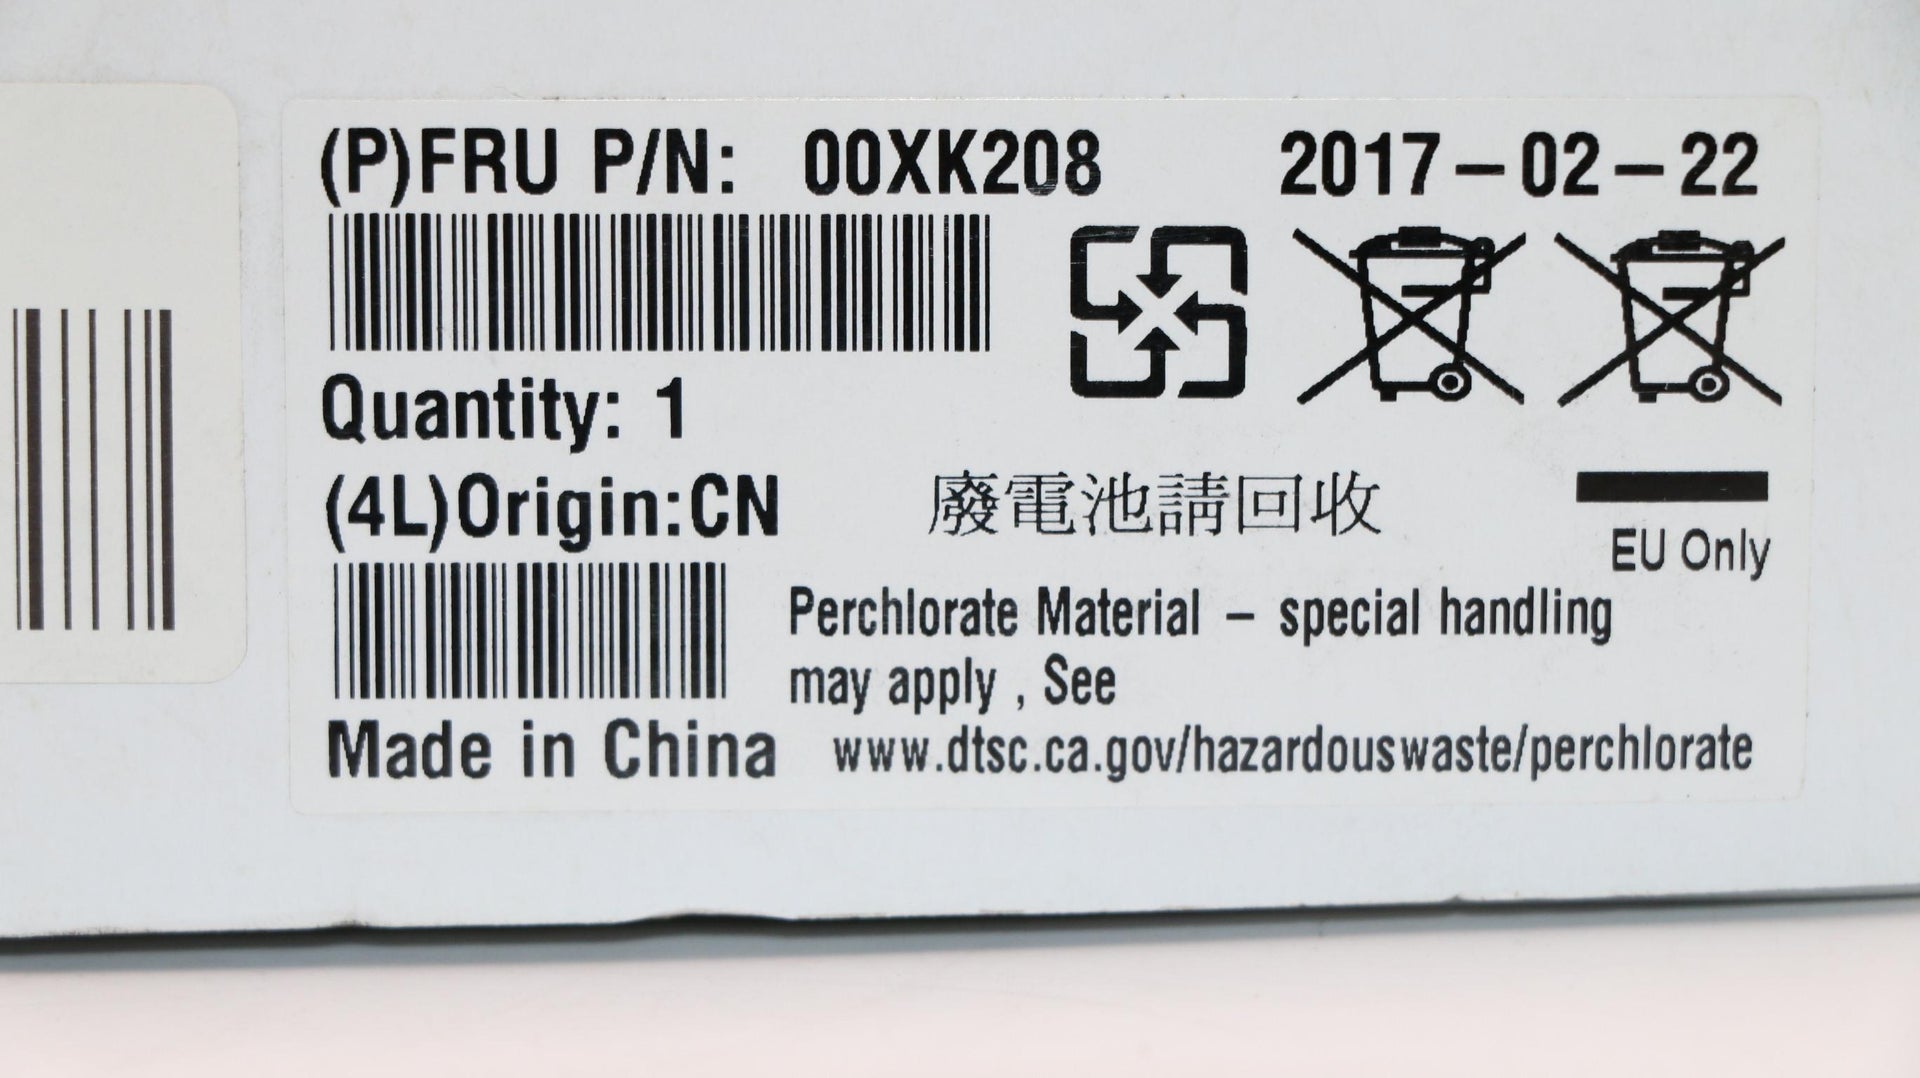 (P)FRU P/N: 00XK208 2017-02-22
Quantity: 1
(4L)Origin:CN
廢電池請回收
EU Only
Perchlorate Material – special handling
may apply , See
Made in China
www.dtsc.ca.gov/hazardouswaste/perchlorate